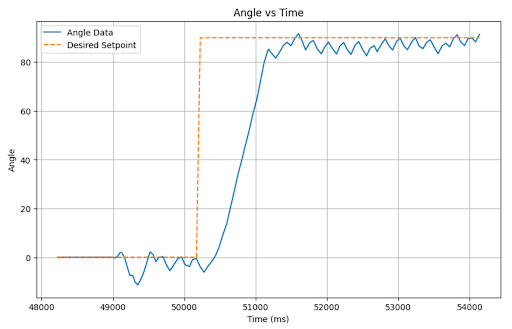 Angle vs Time
Angle Data
Desired Setpoint
80
60
40
20
0
Angle
48000 49000 50000 51000 52000 53000 54000
Time (ms)